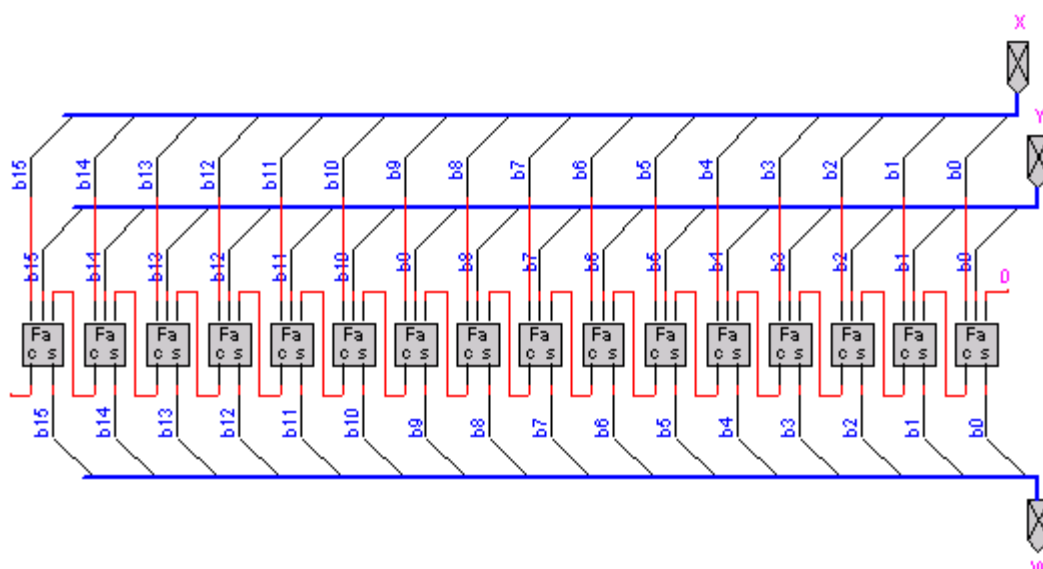 X
Y
b15 b14 b13 b12 b11 b10 b9 b8 b7 b6 b5 b4 b3 b2 b1 b0
b15 b14 b13 b12 b11 b10 b9 b8 b7 b6 b5 b4 b3 b2 b1 b0
0
Fa Fa Fa Fa Fa Fa Fa Fa Fa Fa Fa Fa Fa Fa Fa Fa
c s c s c s c s c s c s c s c s c s c s c s c s c s c s c s c s
b15 b14 b13 b12 b11 b10 b9 b8 b7 b6 b5 b4 b3 b2 b1 b0